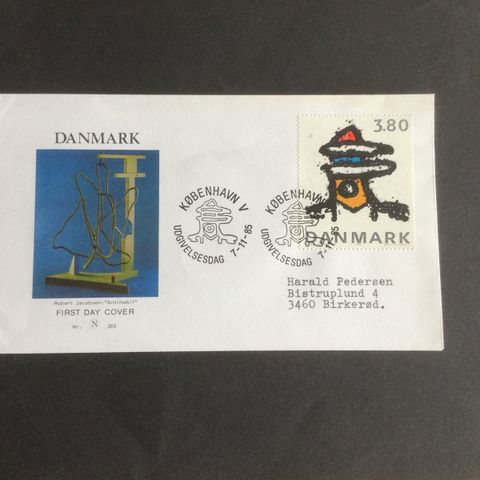 DANMARK
Robert Jacobsen: "Antimobil"
FIRST DAY COVER
Nr. N 265
KØBENHAVN V
UDGIVELSESDAG 7-11-85
KØBENHAVN
UDGIVELSESDAG 7-11-85
3.80
DANMARK
Harald Pedersen
Bistruplund 4
3460 Birkerød.